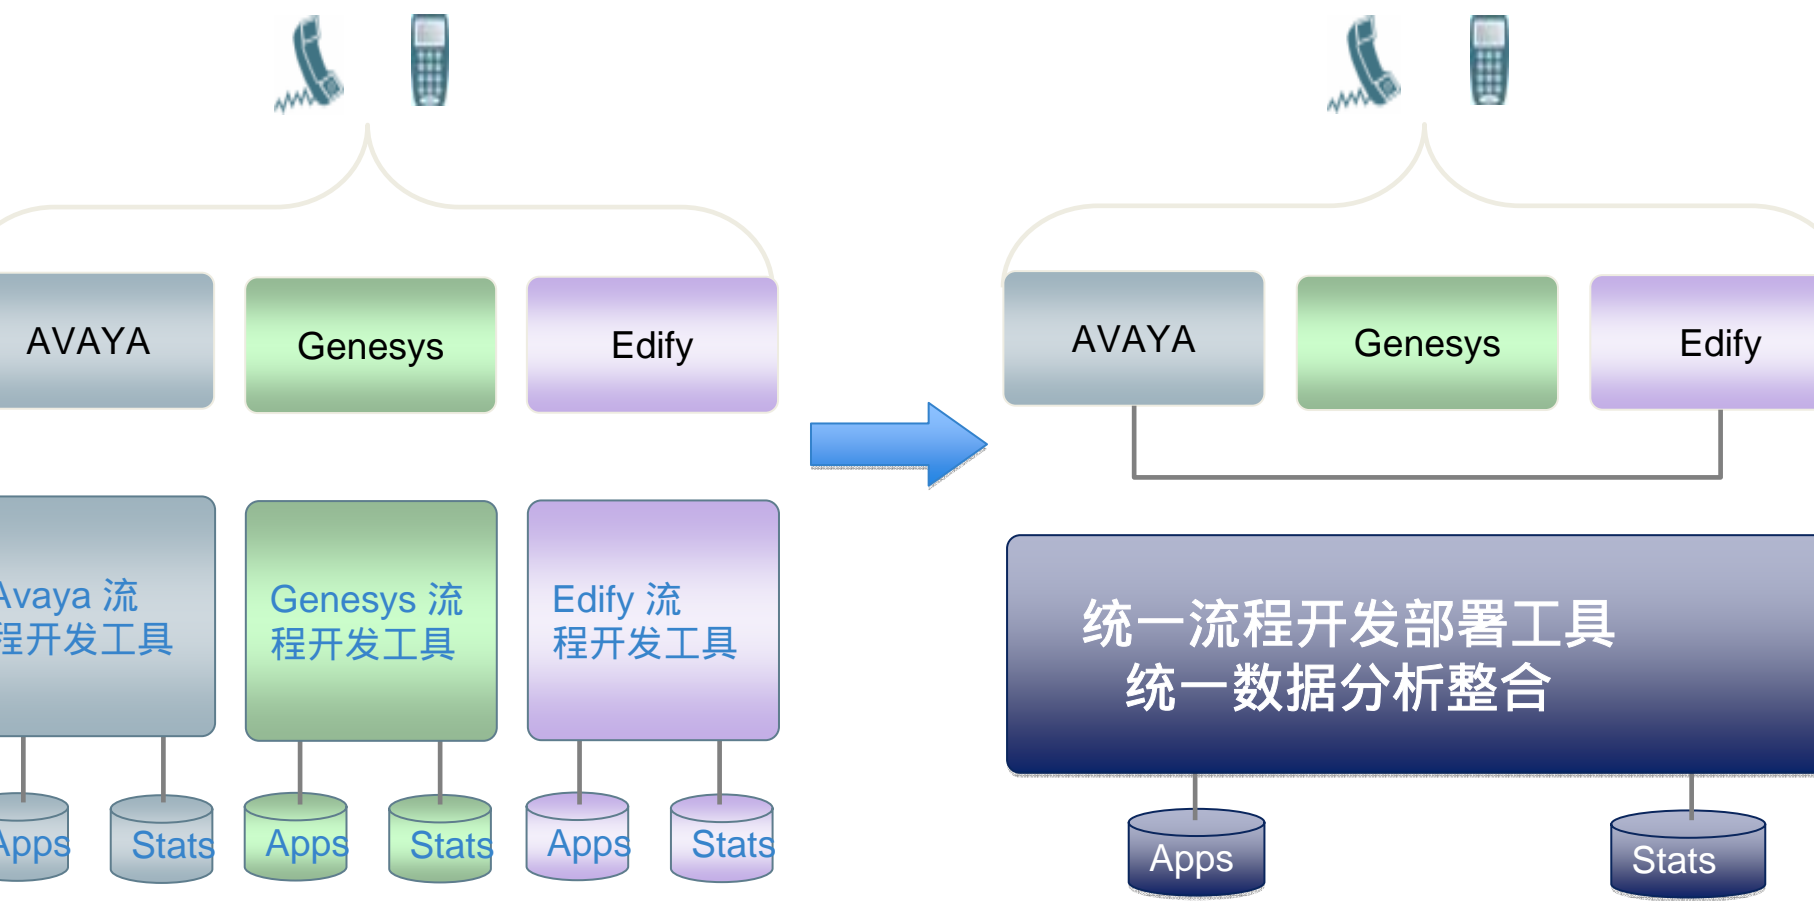 AVAYA
Genesys
Edify
Avaya 流
程开发工具
Genesys 流
程开发工具
Edify 流
程开发工具
Apps
Stats
Apps
Stats
Apps
Stats
AVAYA
Genesys
Edify
统一流程开发部署工具
统一数据分析整合
Apps
Stats